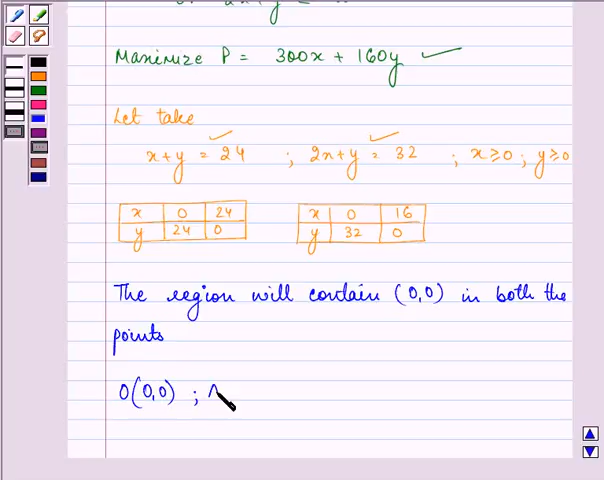 Maximize P = 300x + 160y ✓
Let take
x+y = 24 ; 2x+y = 32 ; x≥0 ; y≥0
x 0 24
y 24 0
x 0 16
y 32 0
The region will contain (0,0) in both the
points
O(0,0) ;